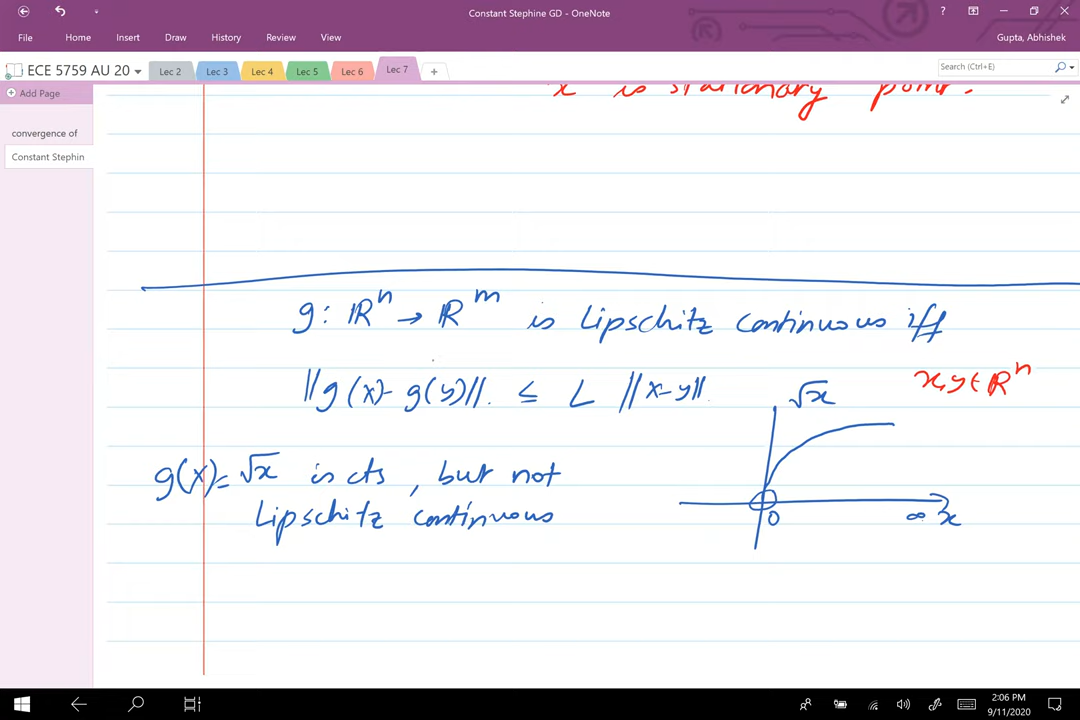 Constant Stephine GD - OneNote
File Home Insert Draw History Review View
Gupta, Abhishek
ECE 5759 AU 20
Lec 2 Lec 3 Lec 4 Lec 5 Lec 6 Lec 7
Search (Ctrl+E)
Add Page
convergence of
Constant Stephin
x is stationary point.
g: ℝⁿ → ℝᵐ is Lipschitz continuous iff
||g(x)- g(y)|| ≤ L ||x-y||
x,y ∈ ℝⁿ
√x
g(x)= √x is cts, but not
Lipschitz continuous
0
∞ x
2:06 PM
9/11/2020